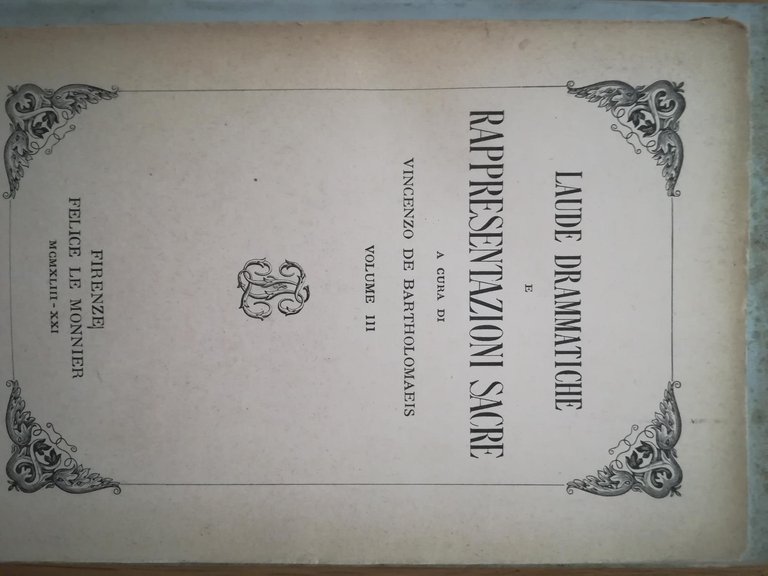 LAUDE DRAMMATICHE
E
RAPPRESENTAZIONI SACRE
A CURA DI
VINCENZO DE BARTHOLOMAEIS
VOLUME III
FIRENZE
FELICE LE MONNIER
MCMXLIII-XXI